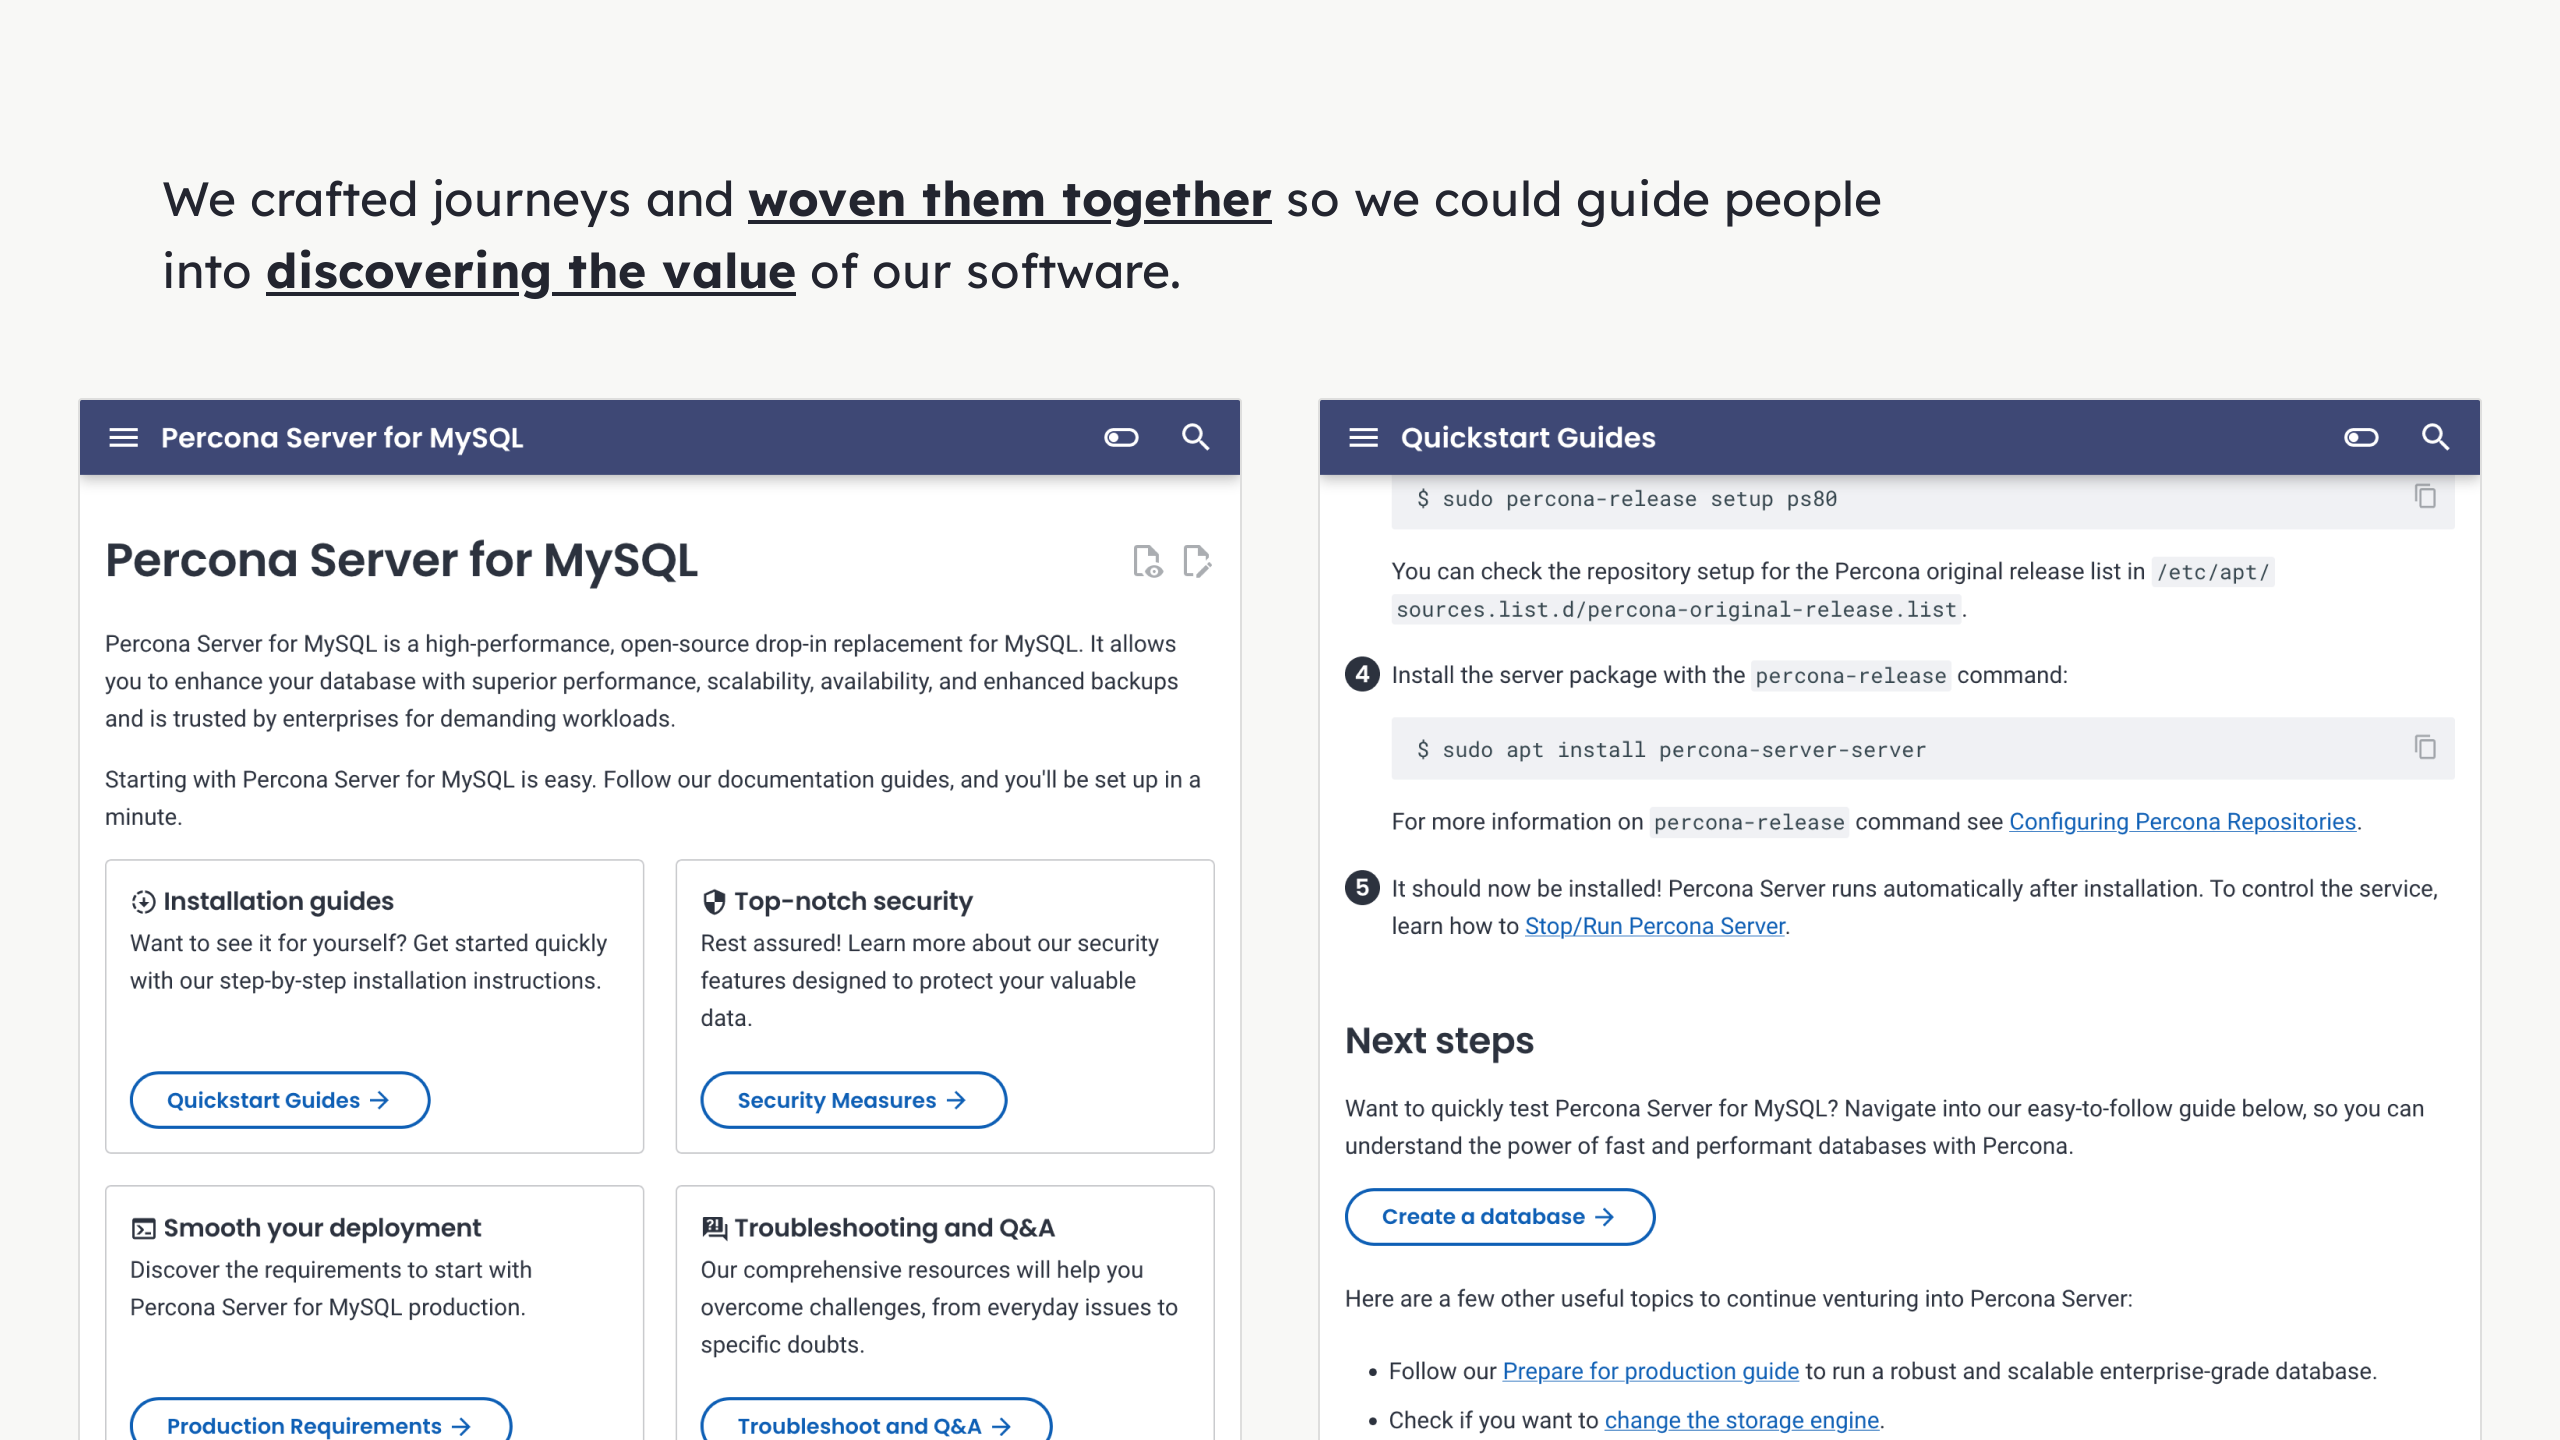 We crafted journeys and woven them together so we could guide people
into discovering the value of our software.
Percona Server for MySQL
Percona Server for MySQL
Percona Server for MySQL is a high-performance, open-source drop-in replacement for MySQL. It allows
you to enhance your database with superior performance, scalability, availability, and enhanced backups
and is trusted by enterprises for demanding workloads.
Starting with Percona Server for MySQL is easy. Follow our documentation guides, and you'll be set up in a
minute.
Installation guides
Want to see it for yourself? Get started quickly
with our step-by-step installation instructions.
Quickstart Guides →
Top-notch security
Rest assured! Learn more about our security
features designed to protect your valuable
data.
Security Measures →
Smooth your deployment
Discover the requirements to start with
Percona Server for MySQL production.
Production Requirements →
Troubleshooting and Q&A
Our comprehensive resources will help you
overcome challenges, from everyday issues to
specific doubts.
Troubleshoot and Q&A →
Quickstart Guides
$ sudo percona-release setup ps80
You can check the repository setup for the Percona original release list in /etc/apt/
sources.list.d/percona-original-release.list.
4 Install the server package with the percona-release command:
$ sudo apt install percona-server-server
For more information on percona-release command see Configuring Percona Repositories.
5 It should now be installed! Percona Server runs automatically after installation. To control the service,
learn how to Stop/Run Percona Server.
Next steps
Want to quickly test Percona Server for MySQL? Navigate into our easy-to-follow guide below, so you can
understand the power of fast and performant databases with Percona.
Create a database →
Here are a few other useful topics to continue venturing into Percona Server:
• Follow our Prepare for production guide to run a robust and scalable enterprise-grade database.
• Check if you want to change the storage engine.